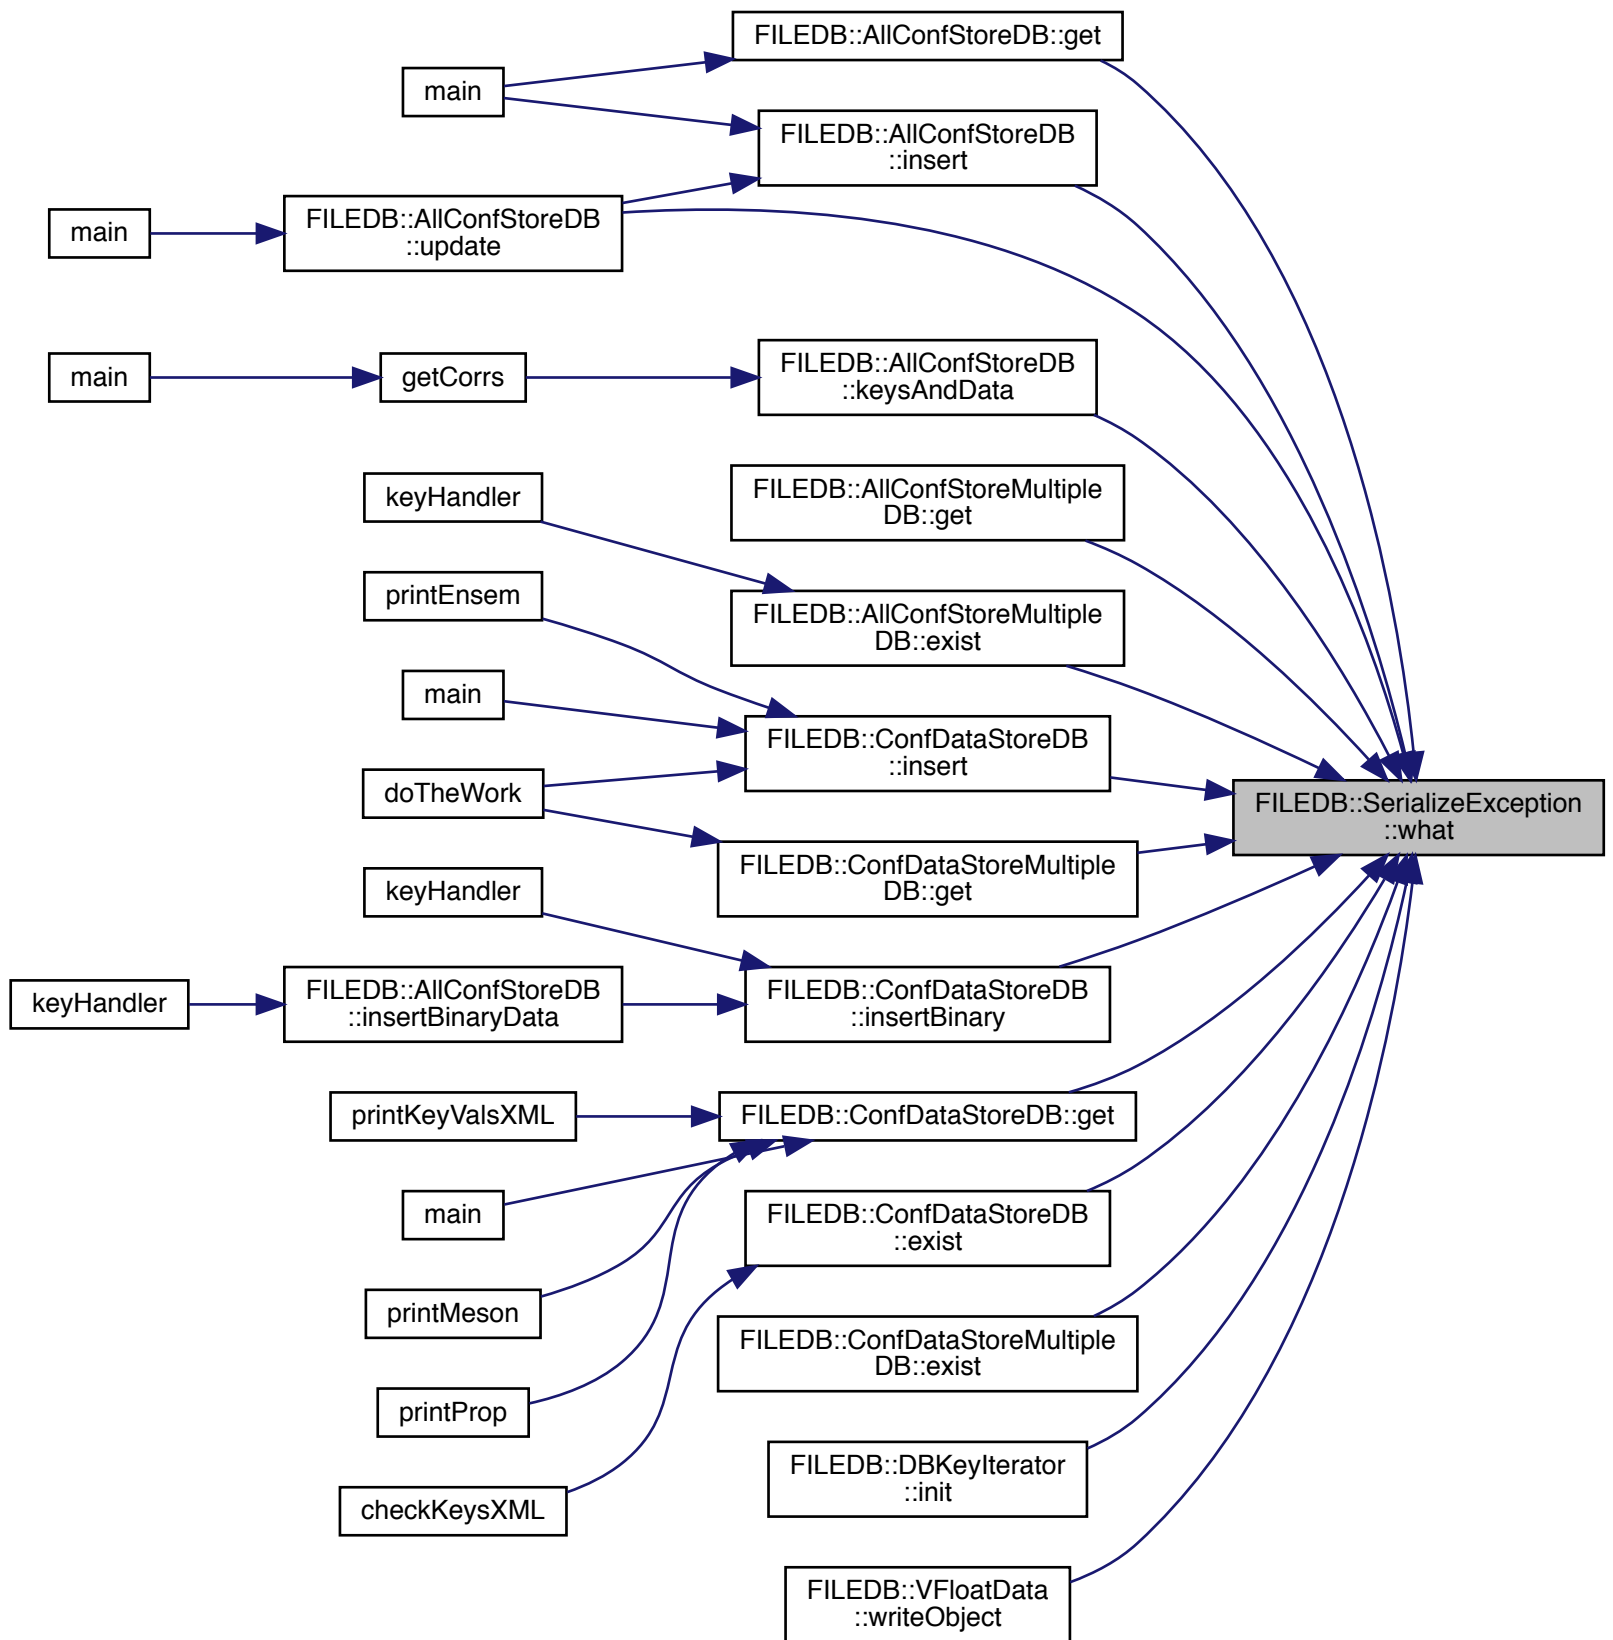 FILEDB::AllConfStoreDB::get
main
FILEDB::AllConfStoreDB
::insert
main
FILEDB::AllConfStoreDB
::update
main
getCorrs
FILEDB::AllConfStoreDB
::keysAndData
FILEDB::AllConfStoreMultiple
DB::get
keyHandler
printEnsem
FILEDB::AllConfStoreMultiple
DB::exist
main
FILEDB::ConfDataStoreDB
::insert
doTheWork
FILEDB::SerializeException
::what
FILEDB::ConfDataStoreMultiple
DB::get
keyHandler
keyHandler
FILEDB::AllConfStoreDB
::insertBinaryData
FILEDB::ConfDataStoreDB
::insertBinary
printKeyValsXML
FILEDB::ConfDataStoreDB::get
main
FILEDB::ConfDataStoreDB
::exist
printMeson
FILEDB::ConfDataStoreMultiple
DB::exist
printProp
FILEDB::DBKeyIterator
::init
checkKeysXML
FILEDB::VFloatData
::writeObject